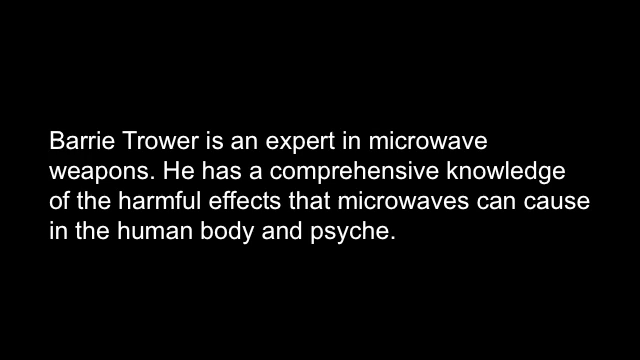 Barrie Trower is an expert in microwave
weapons. He has a comprehensive knowledge
of the harmful effects that microwaves can cause
in the human body and psyche.